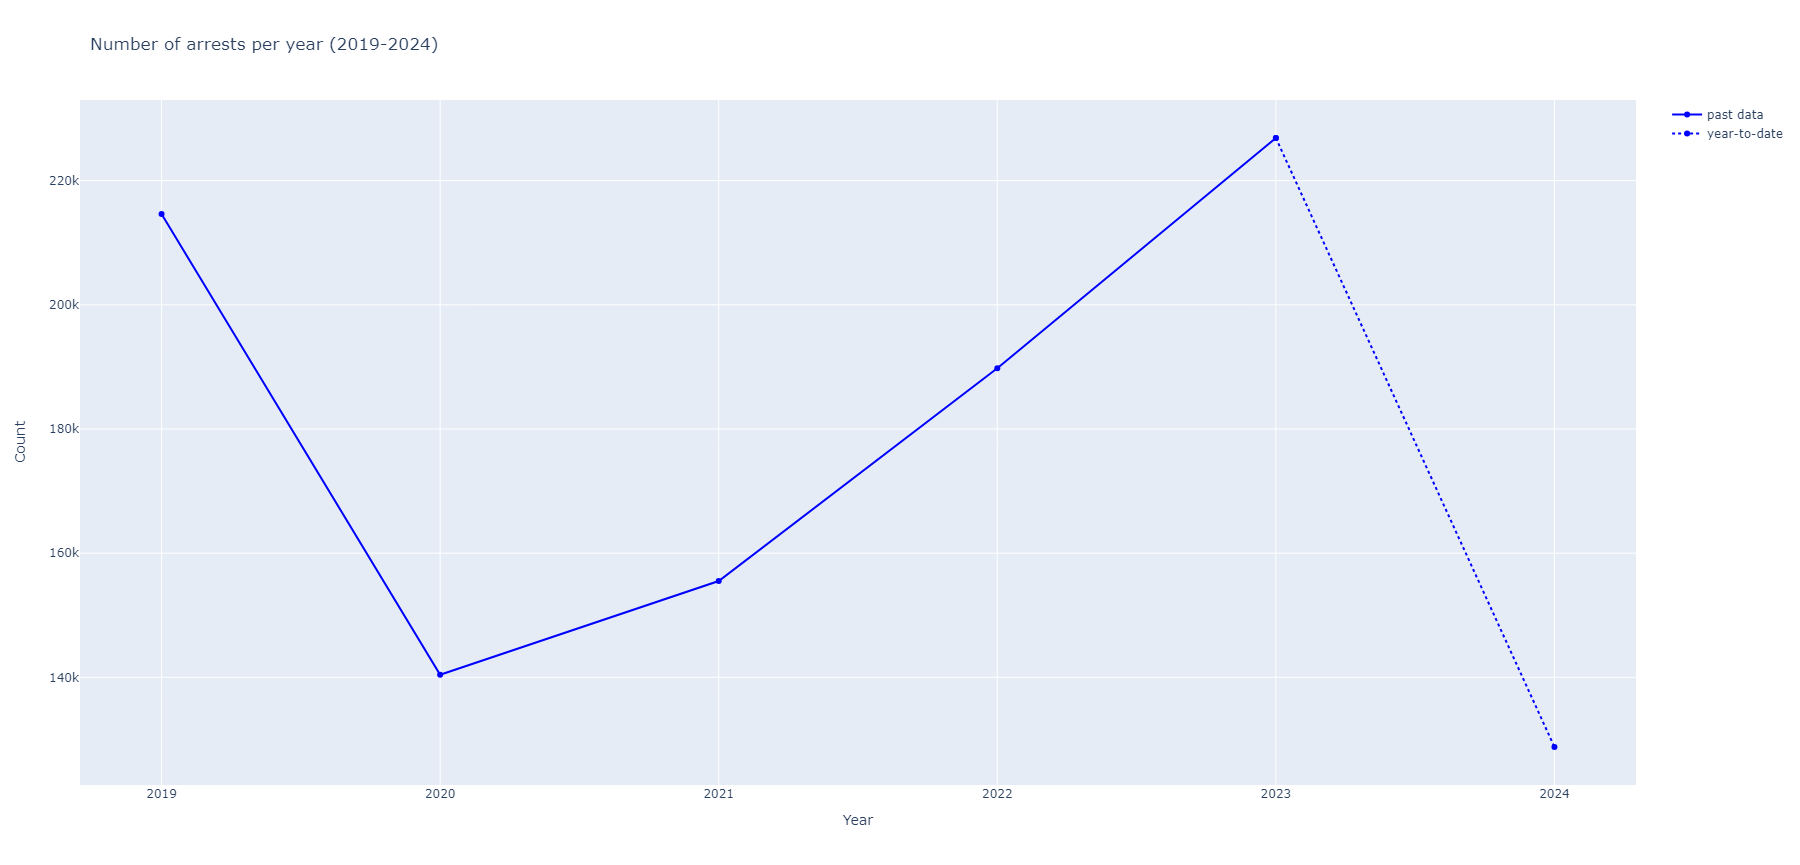 Number of arrests per year (2019-2024)
past data
year-to-date
220k
200k
180k
160k
140k
Count
2019
2020
2021
2022
2023
2024
Year